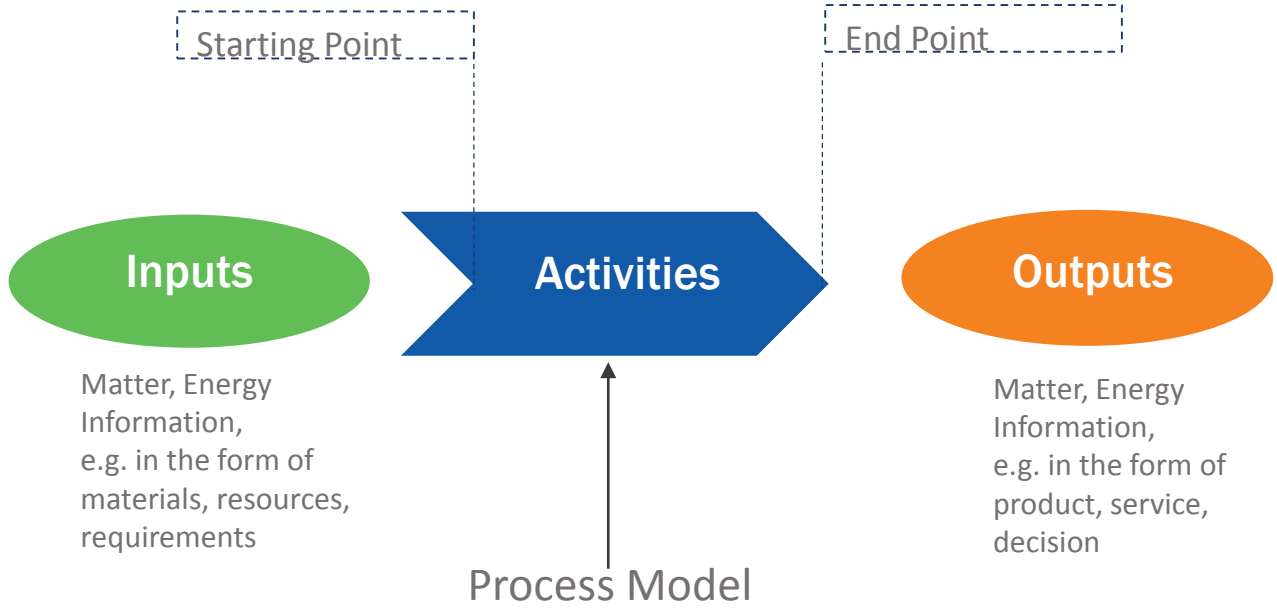 Starting Point
End Point
Inputs
Activities
Outputs
Matter, Energy
Information,
e.g. in the form of
materials, resources,
requirements
Matter, Energy
Information,
e.g. in the form of
product, service,
decision
Process Model